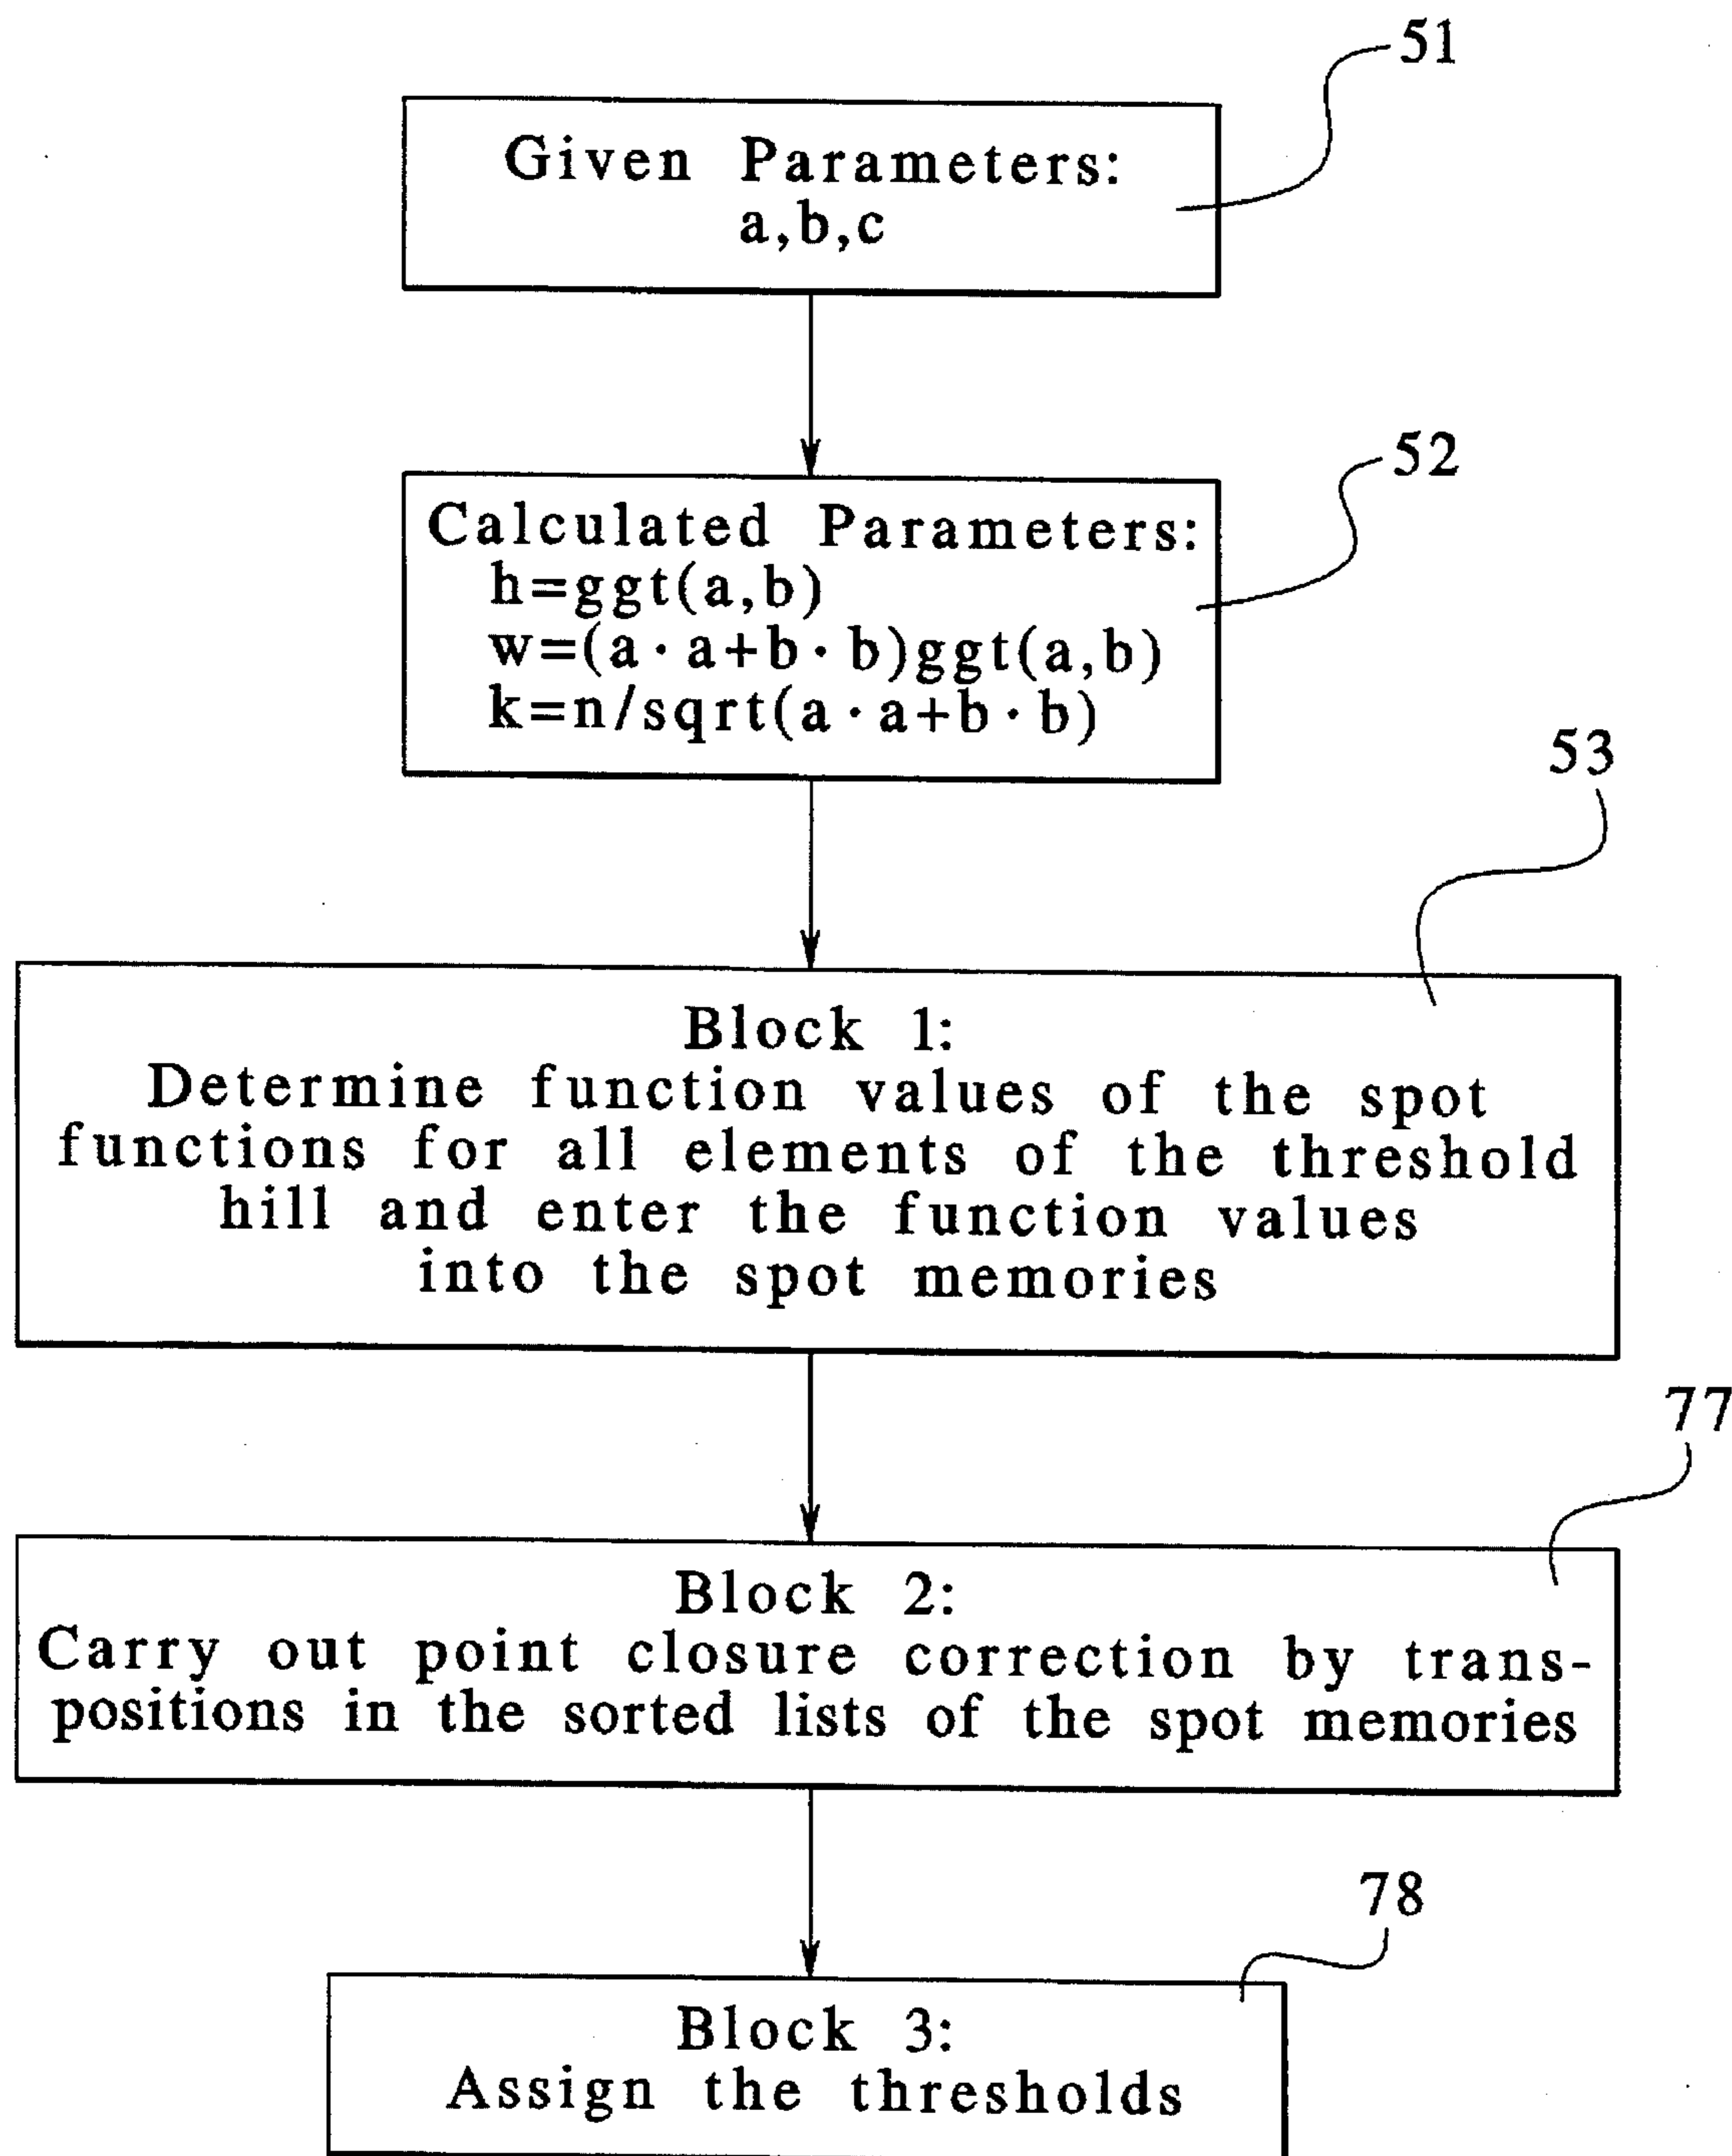 51
Given Parameters:
a,b,c
52
Calculated Parameters:
h=ggt(a,b)
w=(a·a+b·b)ggt(a,b)
k=n/sqrt(a·a+b·b)
53
Block 1:
Determine function values of the spot
functions for all elements of the threshold
hill and enter the function values
into the spot memories
77
Block 2:
Carry out point closure correction by trans-
positions in the sorted lists of the spot memories
78
Block 3:
Assign the thresholds